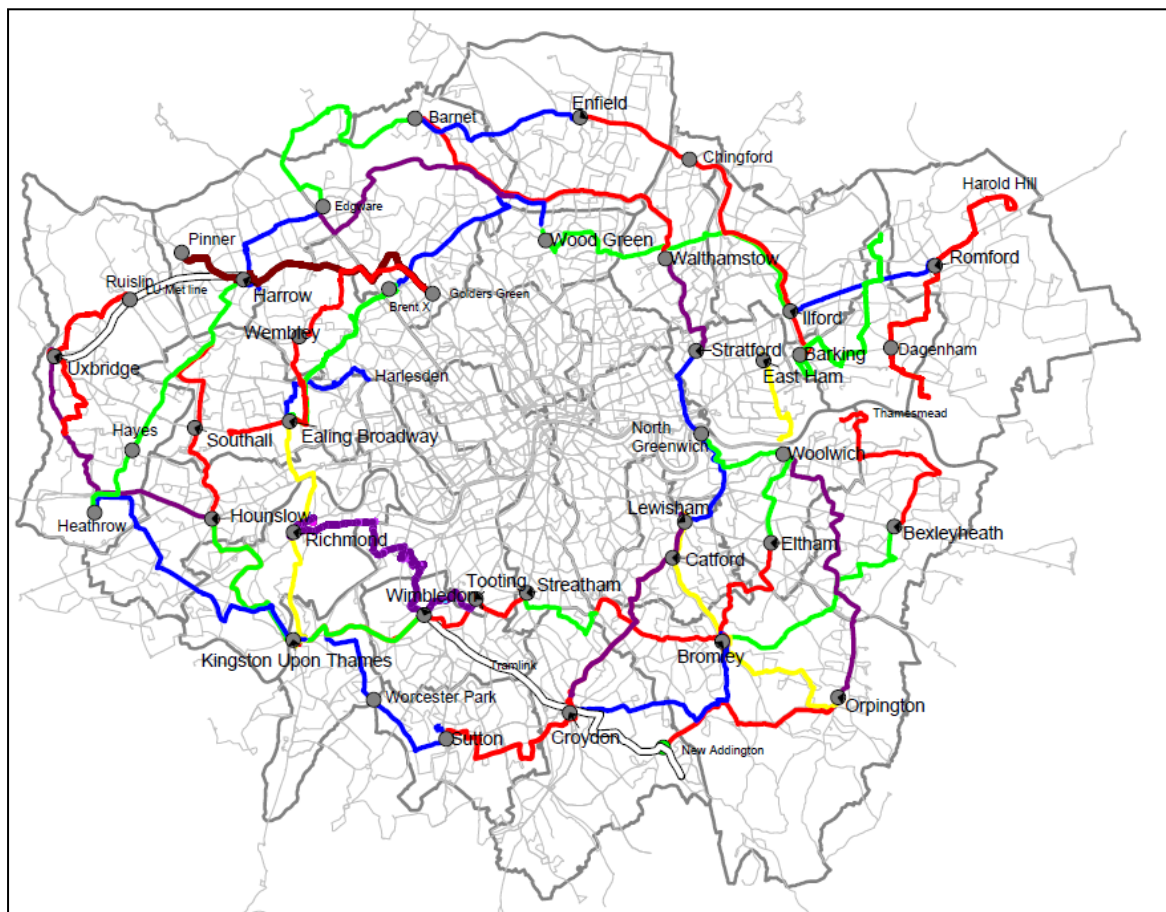 Enfield
Barnet
Chingford
Harold Hill
Edgware
Pinner
Wood Green
Walthamstow
Romford
Ruislip
LU Met line
Harrow
Brent X
Golders Green
Ilford
Wembley
Stratford
Barking
Dagenham
Uxbridge
East Ham
Harlesden
Thamesmead
Hayes
Southall
Ealing Broadway
North
Greenwich
Woolwich
Heathrow
Hounslow
Richmond
Lewisham
Bexleyheath
Catford
Eltham
Tooting
Streatham
Wimbledon
Kingston Upon Thames
Tramlink
Bromley
Worcester Park
Orpington
Sutton
Croydon
New Addington